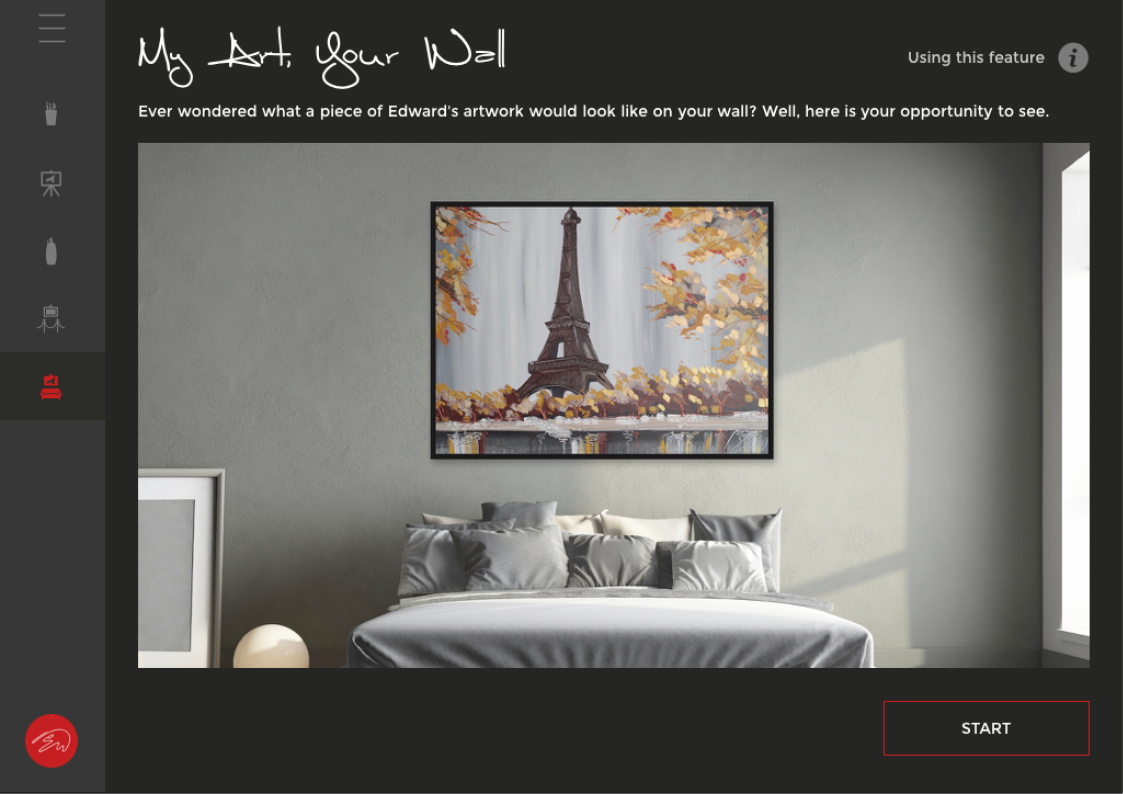 My Art, Your Wall
Using this feature
i
Ever wondered what a piece of Edward's artwork would look like on your wall? Well, here is your opportunity to see.
START
EW